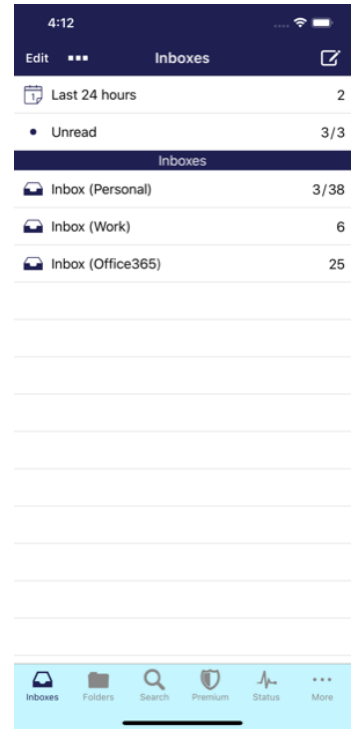 4:12
Edit Inboxes
Last 24 hours 2
Unread 3/3
Inboxes
Inbox (Personal) 3/38
Inbox (Work) 6
Inbox (Office365) 25
Inboxes Folders Search Premium Status More